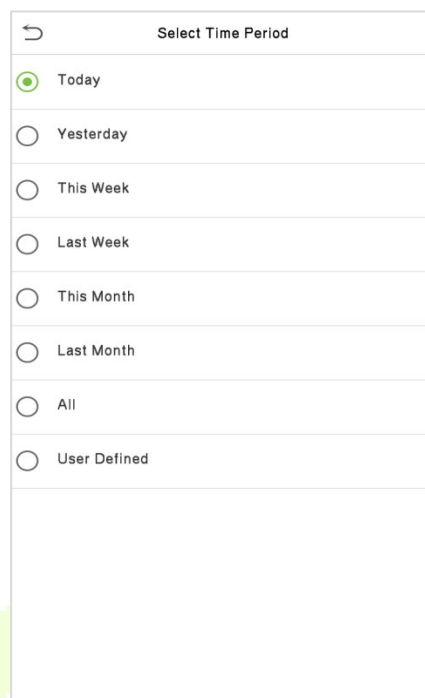 Select Time Period
Today
Yesterday
This Week
Last Week
This Month
Last Month
All
User Defined